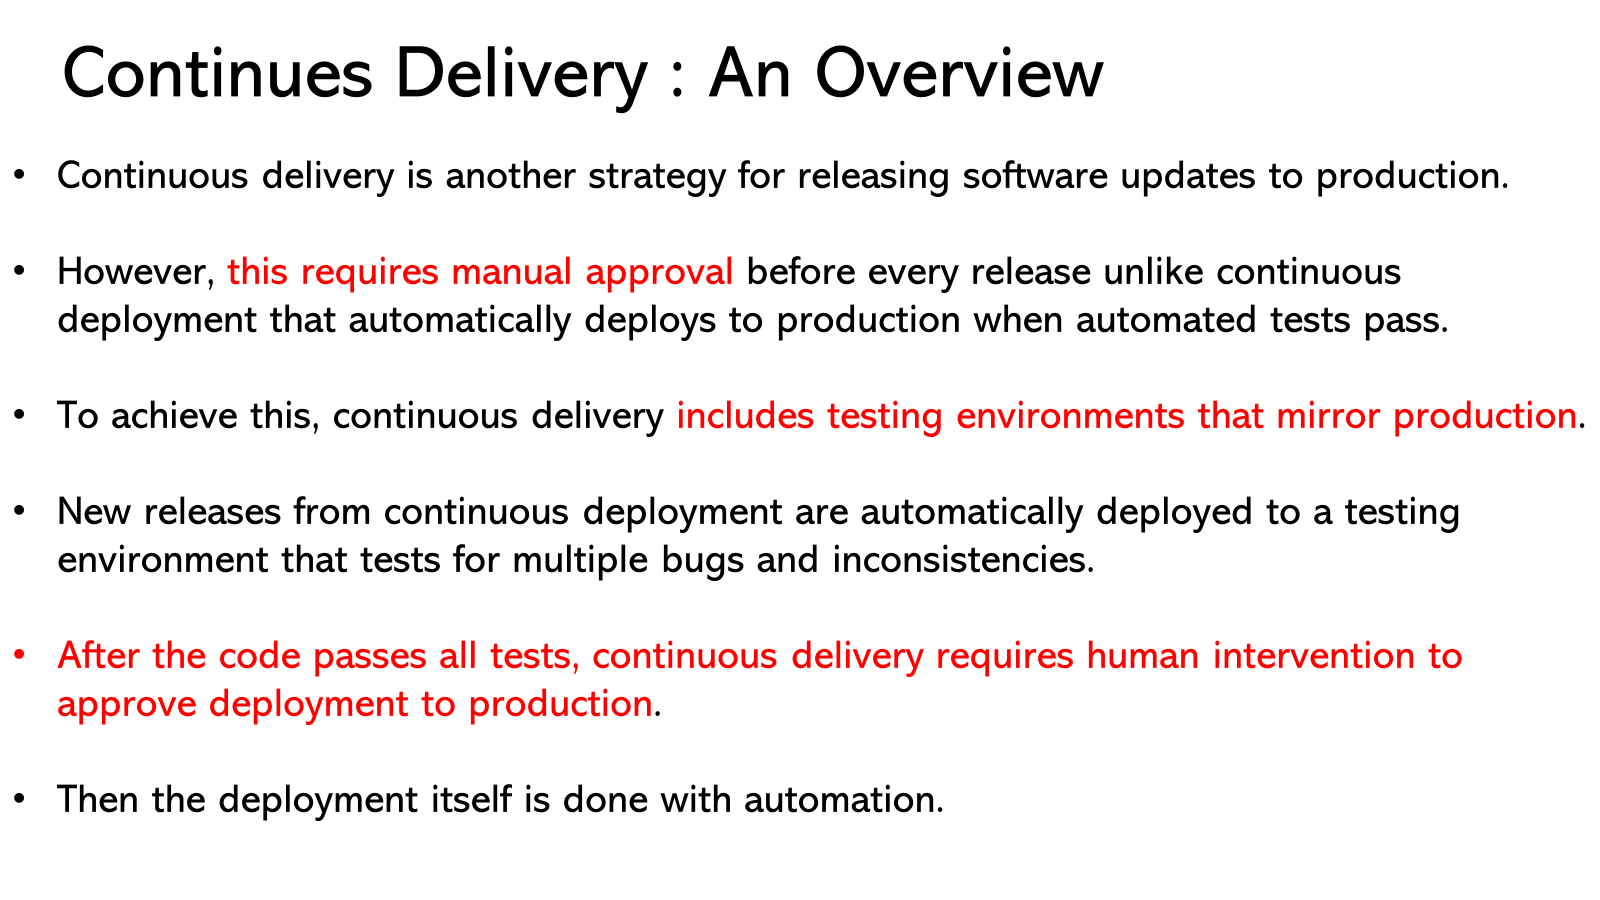 Continues Delivery : An Overview
• Continuous delivery is another strategy for releasing software updates to production.
• However, this requires manual approval before every release unlike continuous
deployment that automatically deploys to production when automated tests pass.
• To achieve this, continuous delivery includes testing environments that mirror production.
• New releases from continuous deployment are automatically deployed to a testing
environment that tests for multiple bugs and inconsistencies.
• After the code passes all tests, continuous delivery requires human intervention to
approve deployment to production.
• Then the deployment itself is done with automation.